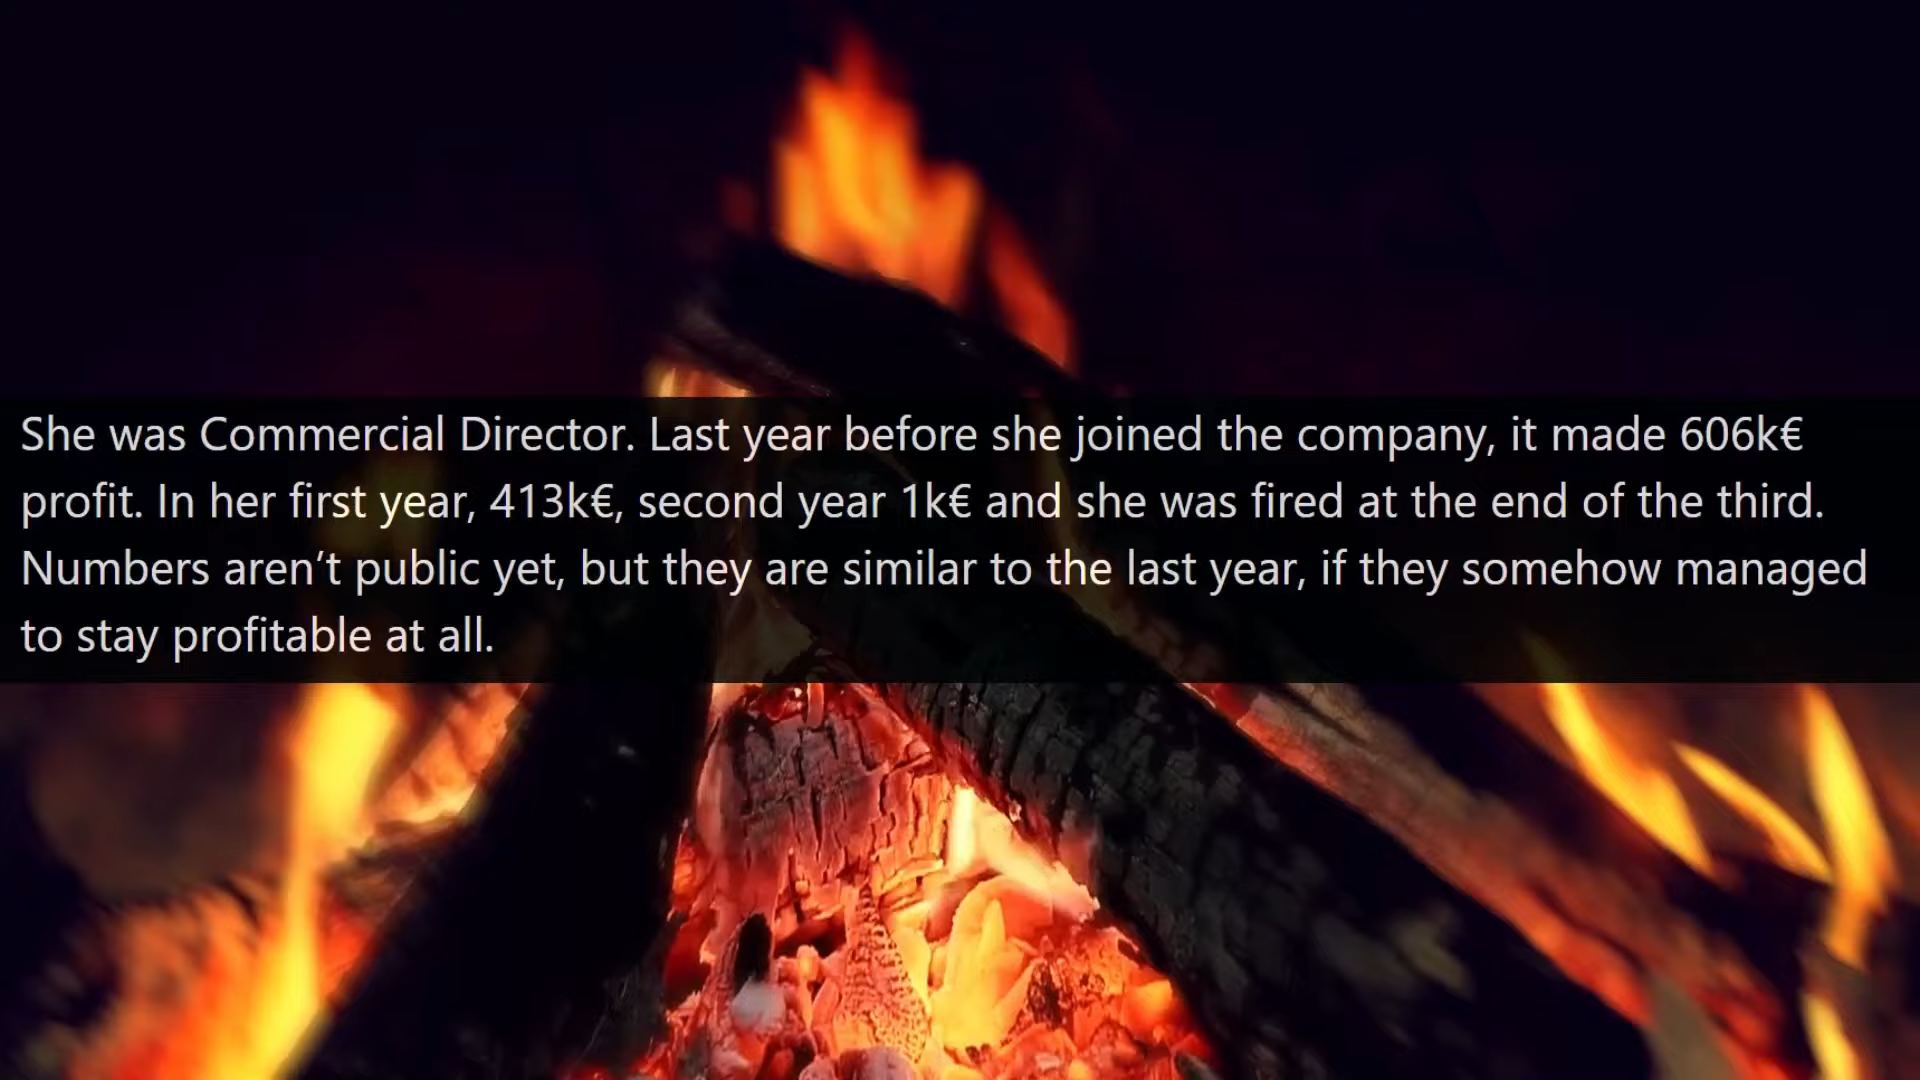 She was Commercial Director. Last year before she joined the company, it made 606k€
profit. In her first year, 413k€, second year 1k€ and she was fired at the end of the third.
Numbers aren’t public yet, but they are similar to the last year, if they somehow managed
to stay profitable at all.